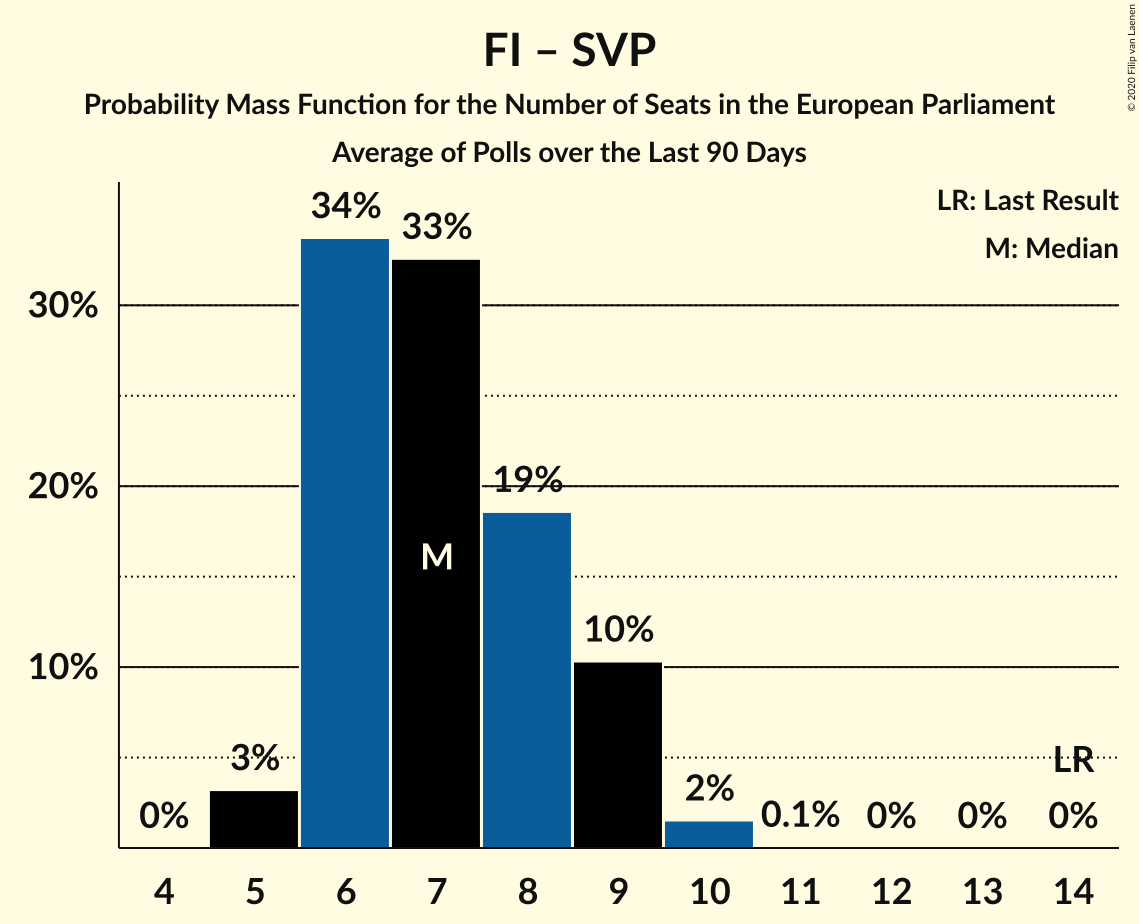 FI – SVP
Probability Mass Function for the Number of Seats in the European Parliament
Average of Polls over the Last 90 Days
© 2020 Filip van Laenen
LR: Last Result
M: Median
34%
33%
30%
20%
19%
M
10%
10%
3%
LR
0%
2%
0.1%
0%
0%
0%
4 5 6 7 8 9 10 11 12 13 14